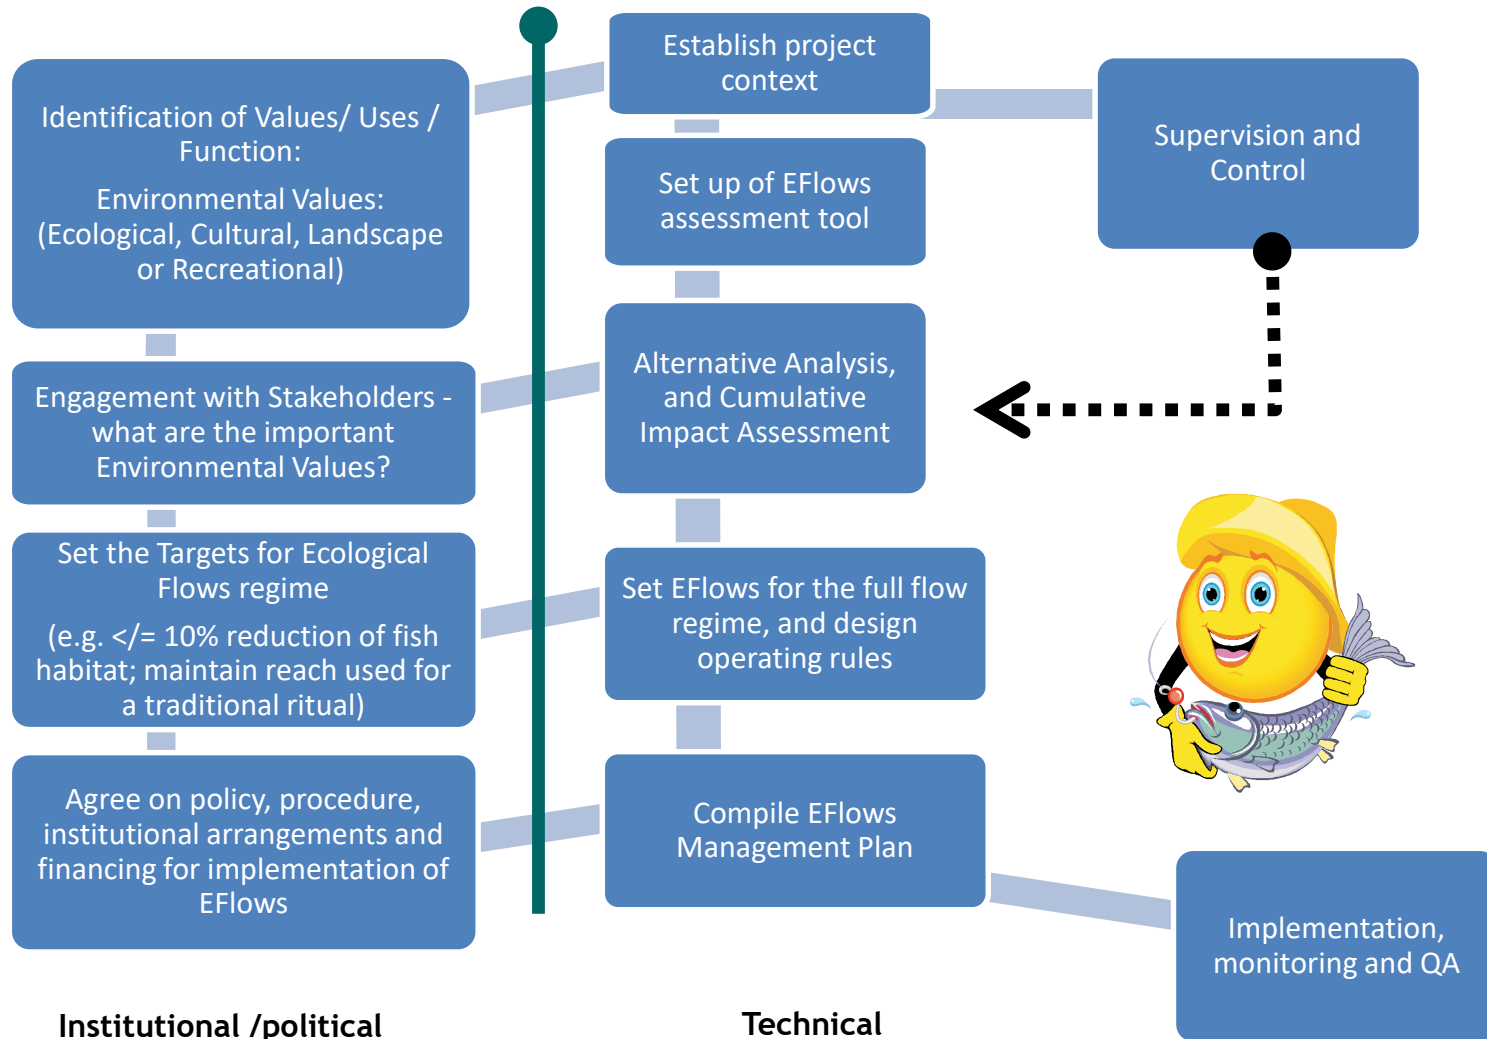 Identification of Values/ Uses /
Function:
Environmental Values:
(Ecological, Cultural, Landscape
or Recreational)
Engagement with Stakeholders -
what are the important
Environmental Values?
Set the Targets for Ecological
Flows regime
(e.g. </= 10% reduction of fish
habitat; maintain reach used for
a traditional ritual)
Agree on policy, procedure,
institutional arrangements and
financing for implementation of
EFlows
Institutional /political
Establish project
context
Set up of EFlows
assessment tool
Alternative Analysis,
and Cumulative
Impact Assessment
Set EFlows for the full flow
regime, and design
operating rules
Compile EFlows
Management Plan
Technical
Supervision and
Control
Implementation,
monitoring and QA